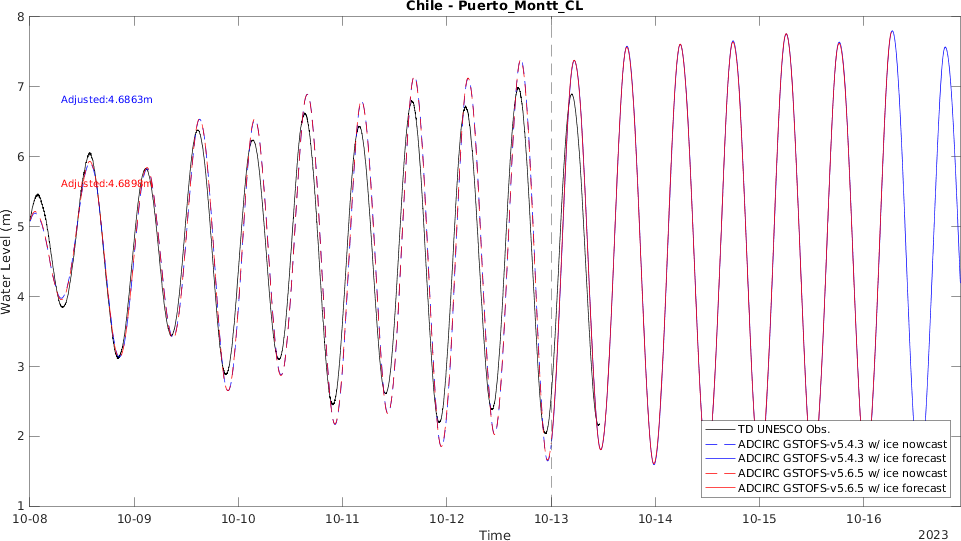 Chile - Puerto_Montt_CL
8
7
6
5
4
3
2
1
Water Level (m)
Adjusted:4.6863m
Adjusted:4.6890m
TD UNESCO Obs.
ADCIRC GSTOFS-v5.4.3 w/ ice nowcast
ADCIRC GSTOFS-v5.4.3 w/ ice forecast
ADCIRC GSTOFS-v5.6.5 w/ ice nowcast
ADCIRC GSTOFS-v5.6.5 w/ ice forecast
10-08 10-09 10-10 10-11 10-12 10-13 10-14 10-15 10-16
Time
2023